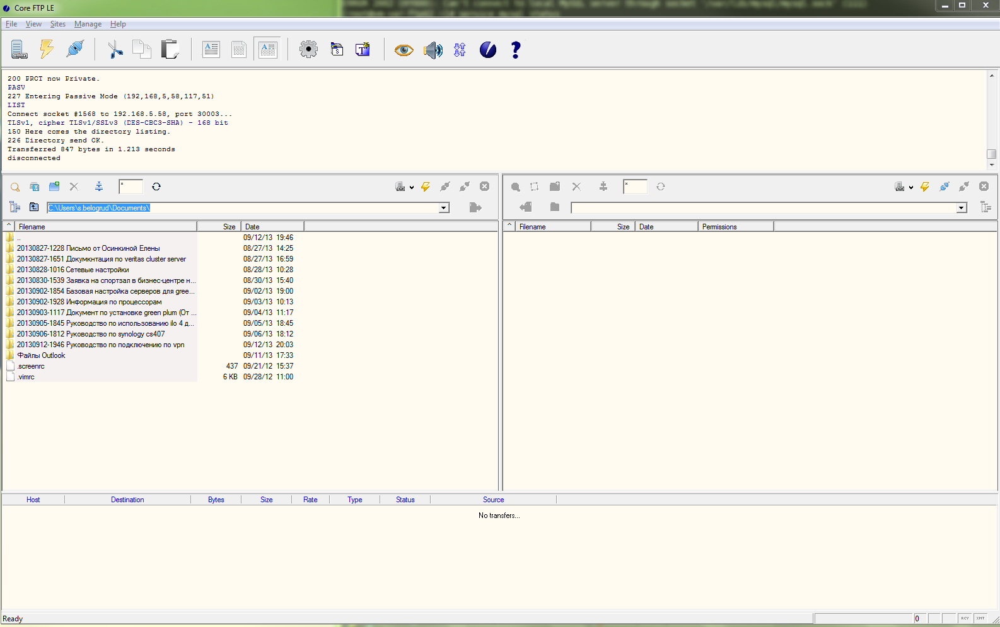 Core FTP LE
File View Sites Manage Help
200 PROT now Private.
PASV
227 Entering Passive Mode (192,168,5,58,117,51)
LIST
Connect socket #1568 to 192.168.5.58, port 30003...
TLSv1, cipher TLSv1/SSLv3 (DES-CBC3-SHA) - 168 bit
150 Here comes the directory listing.
226 Directory send OK.
Transferred 847 bytes in 1.213 seconds
disconnected
* *
C:\Users\s.belogrud\Documents\
^ Filename Size Date
.. 09/12/13 19:46
20130827-1228 Письмо от Осинкиной Елены 08/27/13 14:25
20130827-1651 Докумкнтация по veritas cluster server 08/27/13 16:59
20130828-1016 Сетевые настройки 08/28/13 10:28
20130830-1539 Заявка на спортзал в бизнес-центре н... 08/30/13 15:40
20130902-1854 Базовая настройка серверов для gree... 09/02/13 19:00
20130902-1928 Информация по процессорам 09/03/13 10:13
20130903-1117 Документ по установке green plum (От ... 09/04/13 11:17
20130905-1845 Руководство по использованию ilo 4 д... 09/05/13 18:45
20130906-1812 Руководство по synology cs407 09/06/13 18:12
20130912-1946 Руководство по подключению по vpn 09/12/13 20:03
Файлы Outlook 09/11/13 17:33
.screenrc 437 09/21/12 15:37
.vimrc 6 KB 09/28/12 11:00
^ Filename Size Date Permissions
Host Destination Bytes Size Rate Type Status Source
No transfers...
Ready 0 RCV XMT